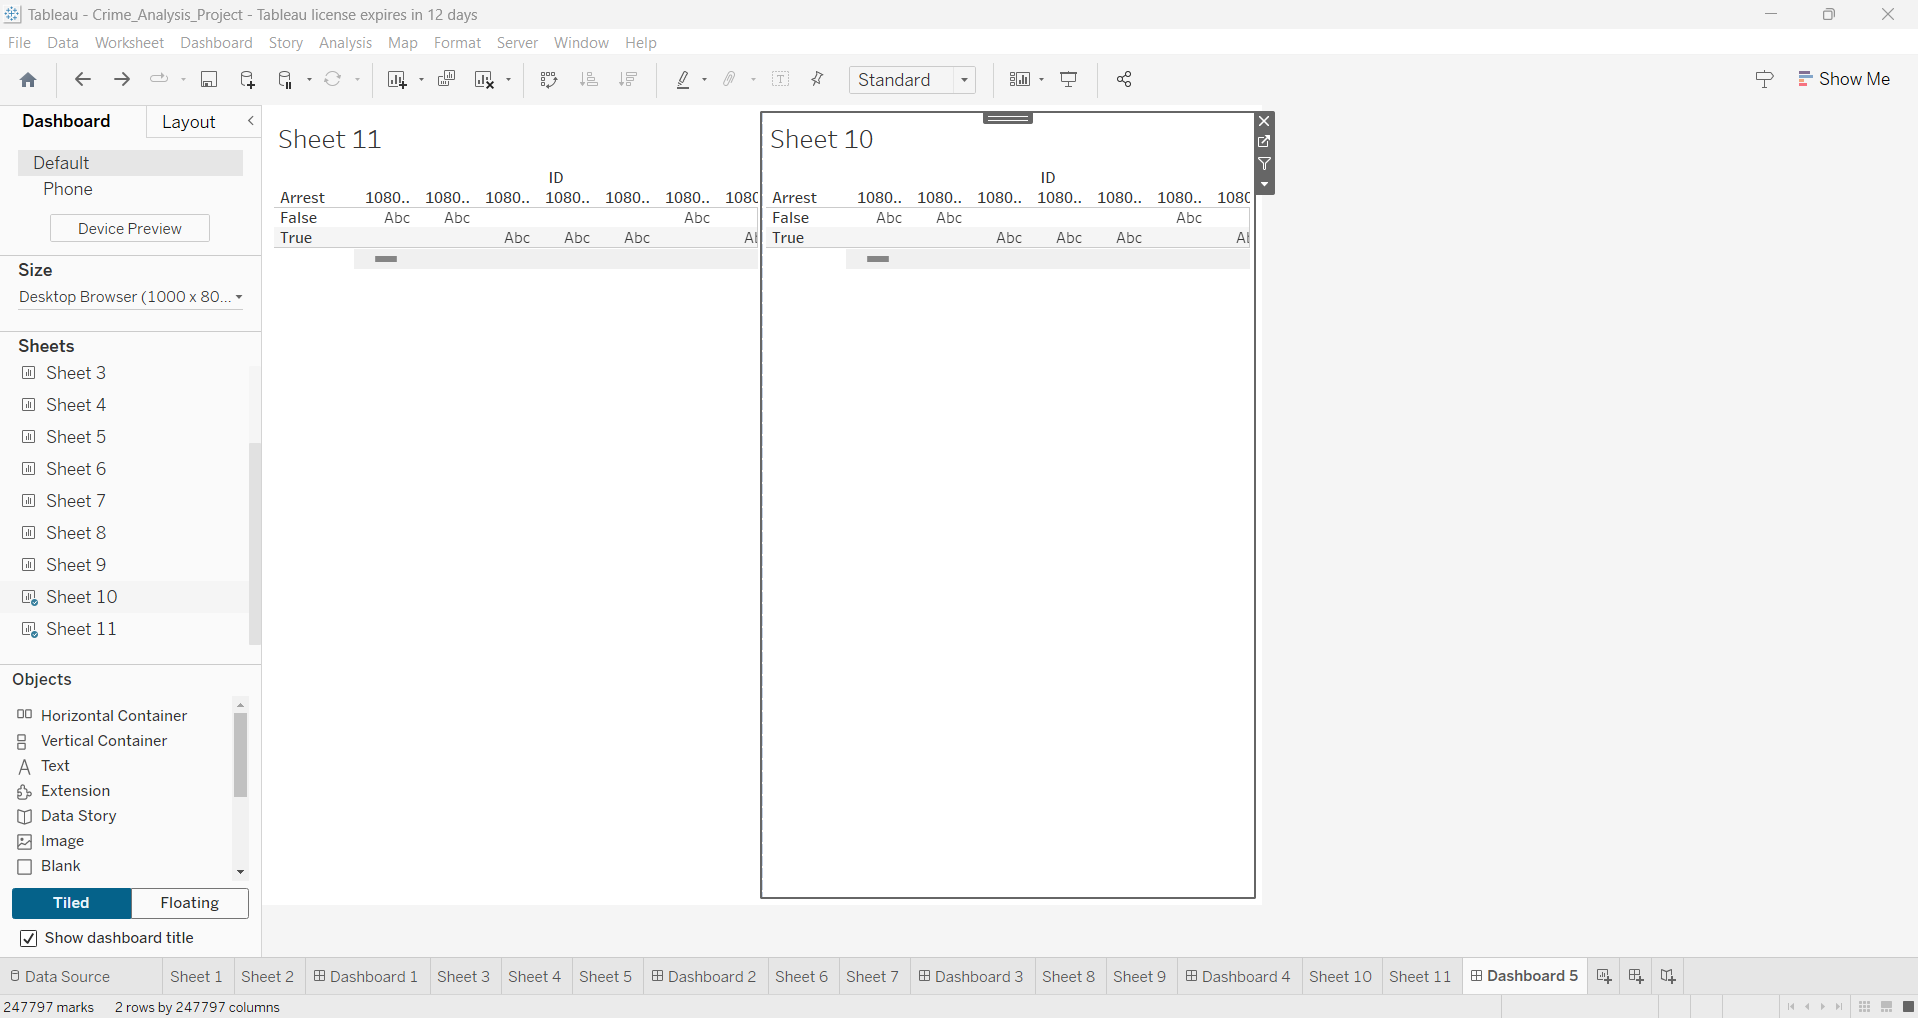 Tableau - Crime_Analysis_Project - Tableau license expires in 12 days
File Data Worksheet Dashboard Story Analysis Map Format Server Window Help
Standard
Show Me
Dashboard Layout
Default
Phone
Device Preview
Size
Desktop Browser (1000 x 80...
Sheets
Sheet 3
Sheet 4
Sheet 5
Sheet 6
Sheet 7
Sheet 8
Sheet 9
Sheet 10
Sheet 11
Objects
Horizontal Container
Vertical Container
Text
Extension
Data Story
Image
Blank
Tiled Floating
Show dashboard title
Sheet 11
ID
Arrest 1080.. 1080.. 1080.. 1080.. 1080.. 1080.. 1080
False Abc Abc Abc
True Abc Abc Abc Ab
Sheet 10
ID
Arrest 1080.. 1080.. 1080.. 1080.. 1080.. 1080.. 1080
False Abc Abc Abc
True Abc Abc Abc Ab
Data Source Sheet 1 Sheet 2 Dashboard 1 Sheet 3 Sheet 4 Sheet 5 Dashboard 2 Sheet 6 Sheet 7 Dashboard 3 Sheet 8 Sheet 9 Dashboard 4 Sheet 10 Sheet 11 Dashboard 5
247797 marks 2 rows by 247797 columns